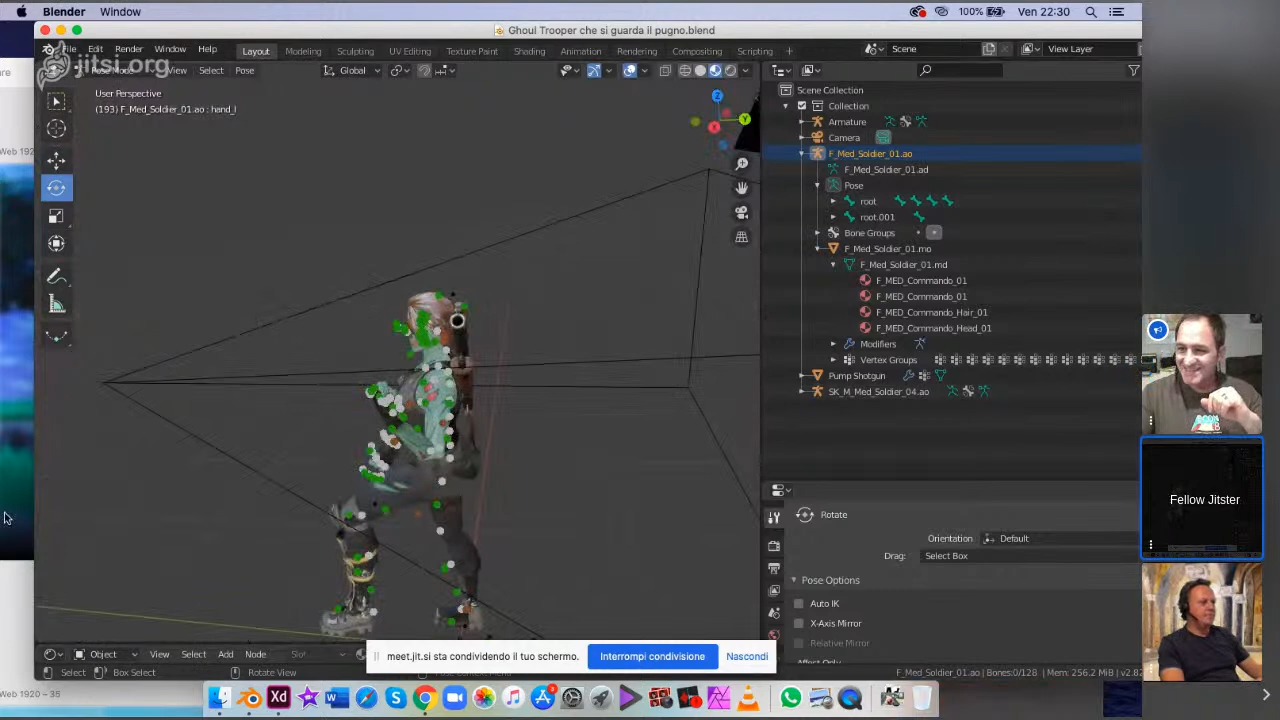 Blender Window
100% Ven 22:30
Ghoul Trooper che si guarda il pugno.blend
File Edit Render Window Help Layout Modeling Sculpting UV Editing Texture Paint Shading Animation Rendering Compositing Scripting + Scene View Layer
jitsi.org
View Select Pose Global
User Perspective
(193) F_Med_Soldier_01.ao : hand_l
Z
Y
X
Scene Collection
Collection
Armature
Camera
F_Med_Soldier_01.ao
F_Med_Soldier_01.ad
Pose
root
root.001
Bone Groups
F_Med_Soldier_01.mo
F_Med_Soldier_01.md
F_MED_Commando_01
F_MED_Commando_01
F_MED_Commando_Hair_01
F_MED_Commando_Head_01
Modifiers
Vertex Groups
Pump Shotgun
SK_M_Med_Soldier_04.ao
Rotate
Orientation Default
Drag: Select Box
Pose Options
Auto IK
X-Axis Mirror
Relative Mirror
Affect Only
Object View Select Add Node Slot
Select Box Select Rotate View
F_Med_Soldier_01.ao | Bones:0/128 | Mem: 256.2 MiB | v2.82
meet.jit.si sta condividendo il tuo schermo. Interrompi condivisione Nascondi
Fellow Jitster
Web 1920 – 35
Xd